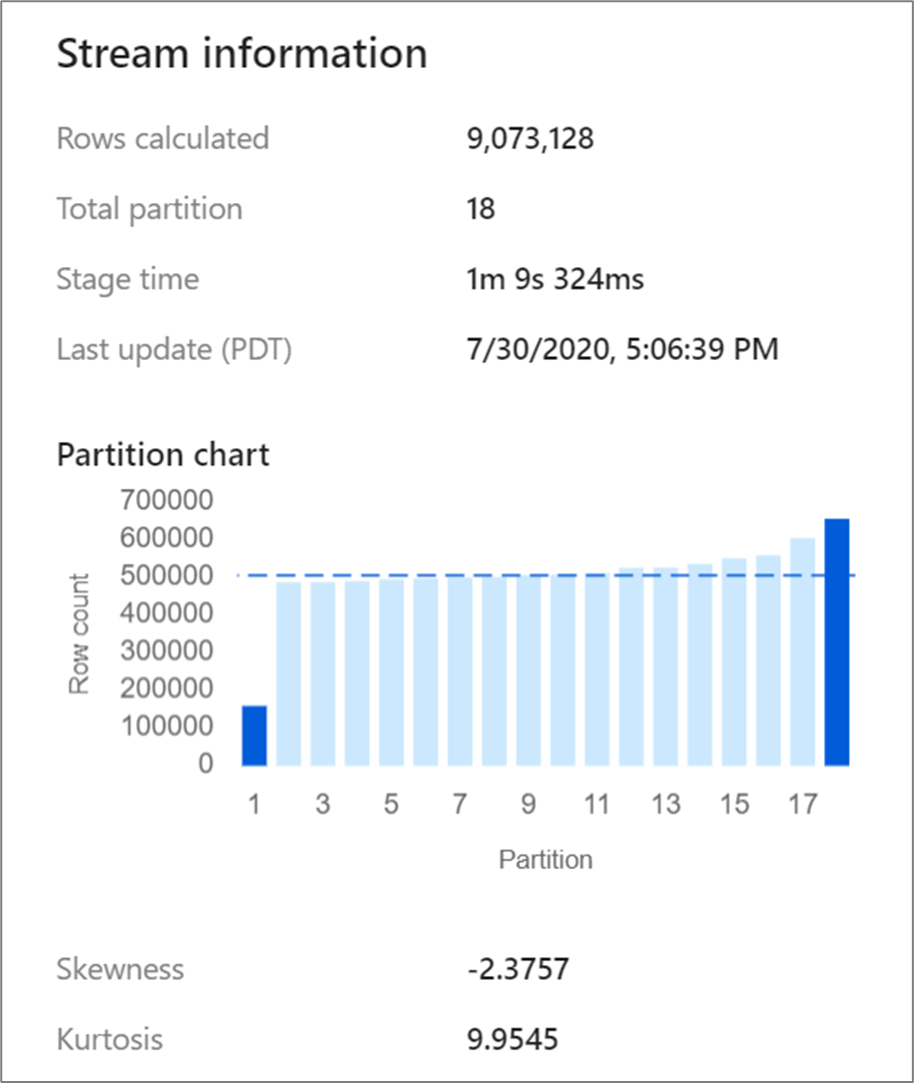 Stream information
Rows calculated 9,073,128
Total partition 18
Stage time 1m 9s 324ms
Last update (PDT) 7/30/2020, 5:06:39 PM
Partition chart
700000
600000
500000
400000
300000
200000
100000
0
Row count
1 3 5 7 9 11 13 15 17
Partition
Skewness -2.3757
Kurtosis 9.9545